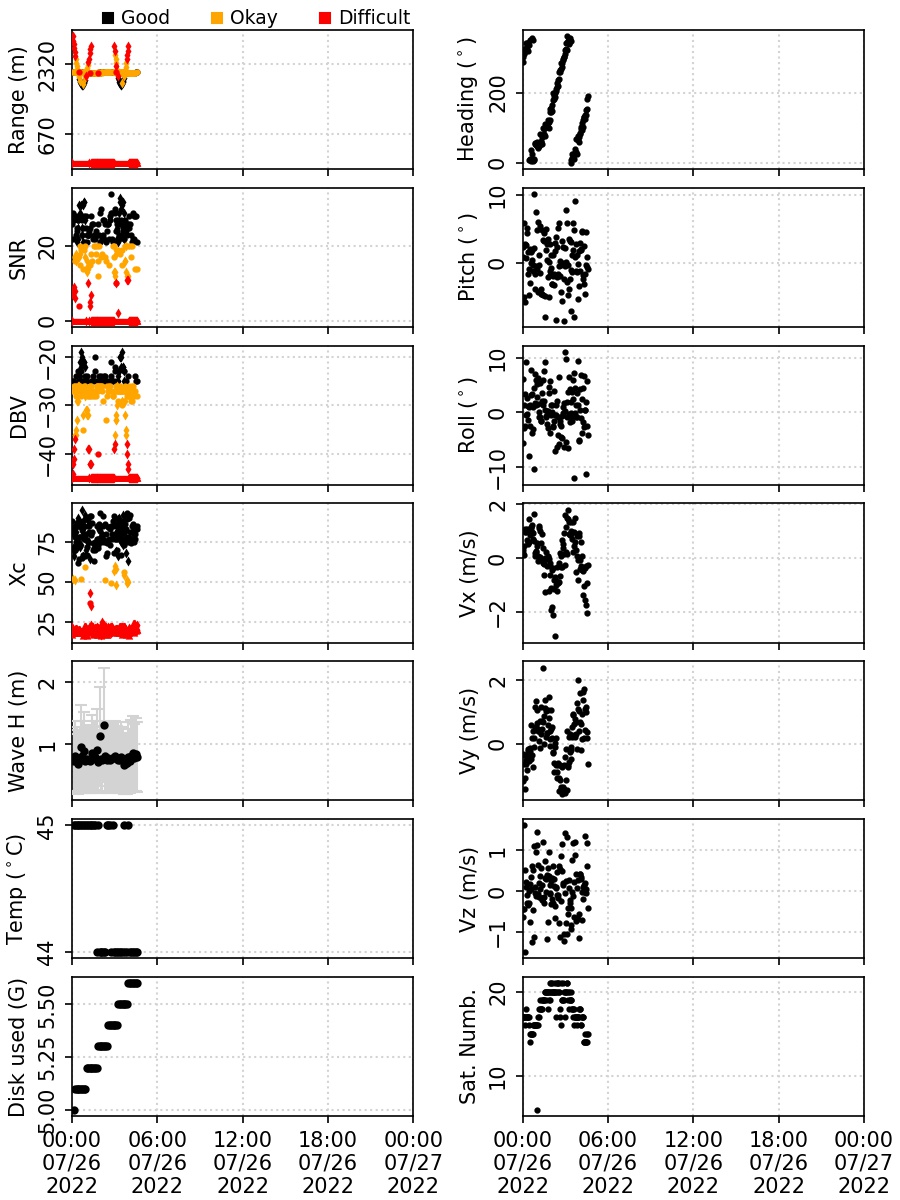 Good Okay Difficult
Range (m)
2320
670
Heading (°)
200
0
SNR
20
0
Pitch (°)
10
0
DBV
−20
−30
−40
Roll (°)
10
0
−10
Xc
75
50
25
Vx (m/s)
2
0
−2
Wave H (m)
2
1
Vy (m/s)
2
0
Temp (°C)
45
44
Vz (m/s)
1
0
−1
Disk used (G)
5.50
5.25
5.00
Sat. Numb.
20
10
00:00 06:00 12:00 18:00 00:00
07/26 07/26 07/26 07/26 07/27
2022 2022 2022 2022 2022
00:00 06:00 12:00 18:00 00:00
07/26 07/26 07/26 07/26 07/27
2022 2022 2022 2022 2022